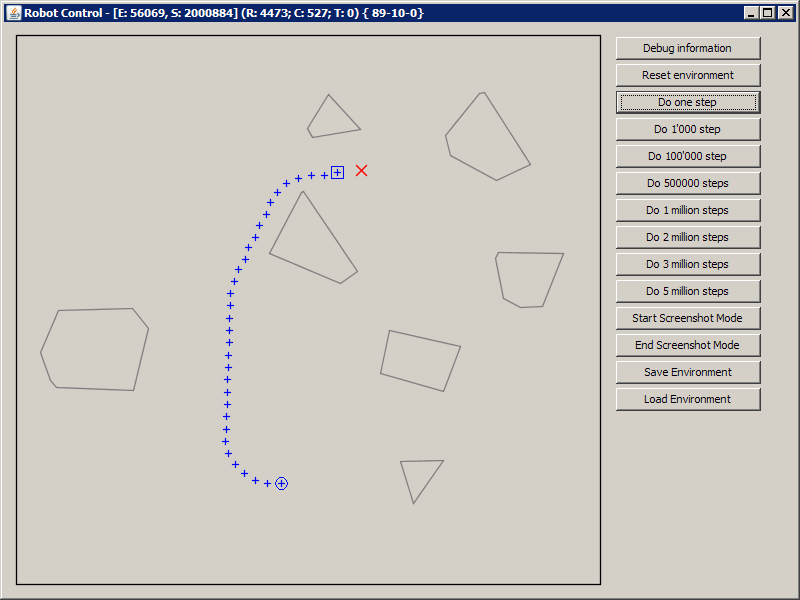 Robot Control - [E: 56069, S: 2000884] (R: 4473; C: 527; T: 0) { 89-10-0}
Debug information
Reset environment
Do one step
Do 1'000 step
Do 100'000 step
Do 500000 steps
Do 1 million steps
Do 2 million steps
Do 3 million steps
Do 5 million steps
Start Screenshot Mode
End Screenshot Mode
Save Environment
Load Environment